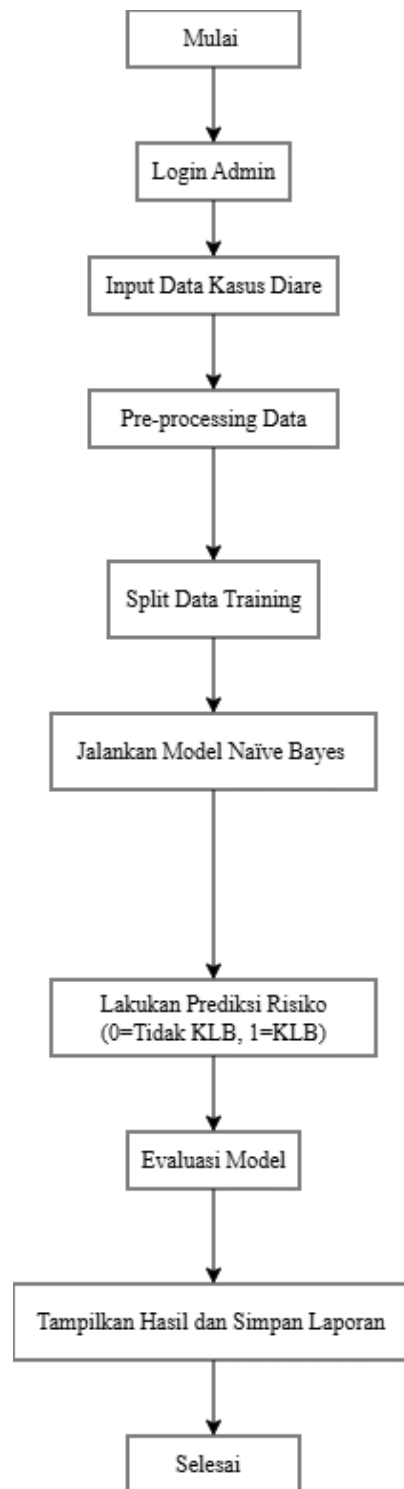 Mulai
Login Admin
Input Data Kasus Diare
Pre-processing Data
Split Data Training
Jalankan Model Naïve Bayes
Lakukan Prediksi Risiko
(0=Tidak KLB, 1=KLB)
Evaluasi Model
Tampilkan Hasil dan Simpan Laporan
Selesai